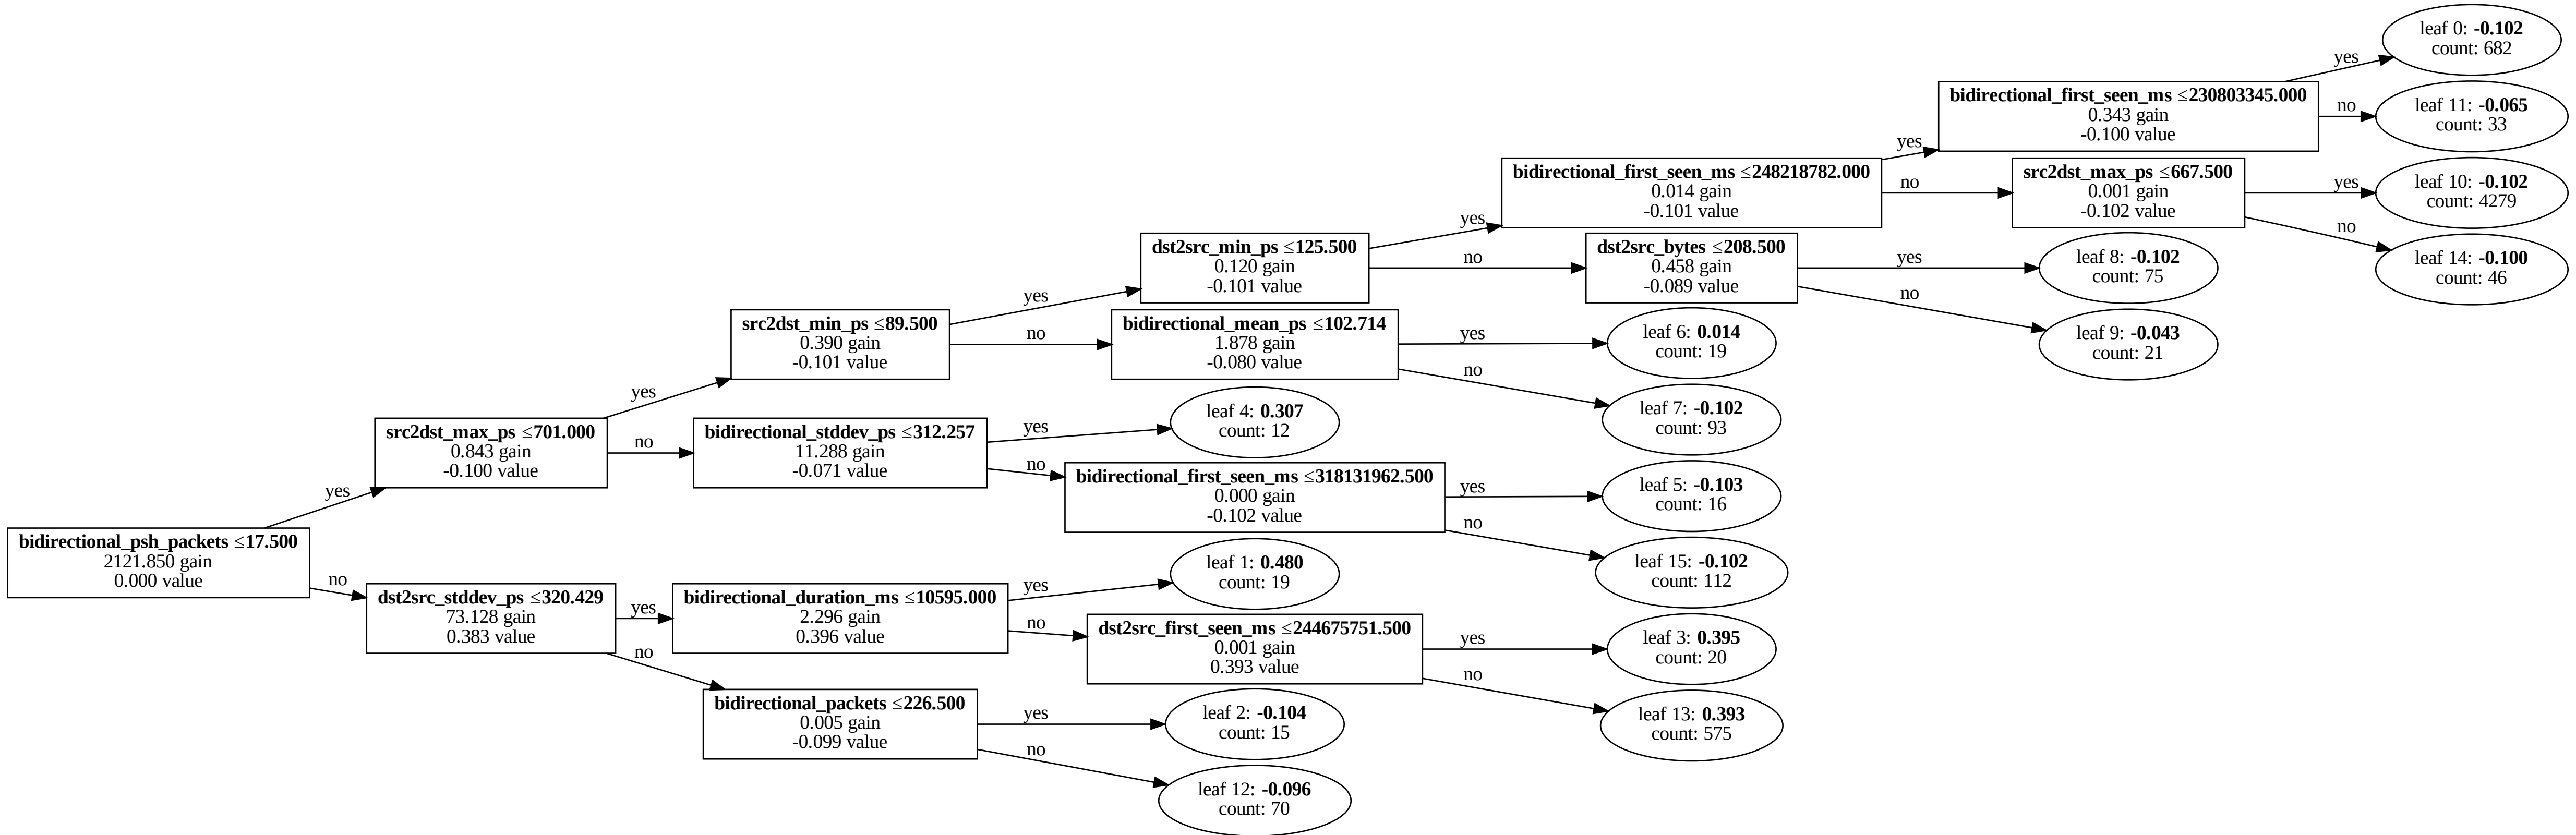 bidirectional_psh_packets ≤17.500
2121.850 gain
0.000 value
yes
no
src2dst_max_ps ≤701.000
0.843 gain
-0.100 value
yes
no
dst2src_stddev_ps ≤320.429
73.128 gain
0.383 value
yes
no
src2dst_min_ps ≤89.500
0.390 gain
-0.101 value
yes
no
bidirectional_stddev_ps ≤312.257
11.288 gain
-0.071 value
yes
no
bidirectional_duration_ms ≤10595.000
2.296 gain
0.396 value
yes
no
bidirectional_packets ≤226.500
0.005 gain
-0.099 value
yes
no
dst2src_min_ps ≤125.500
0.120 gain
-0.101 value
yes
no
bidirectional_mean_ps ≤102.714
1.878 gain
-0.080 value
yes
no
leaf 4: 0.307
count: 12
bidirectional_first_seen_ms ≤318131962.500
0.000 gain
-0.102 value
yes
no
leaf 1: 0.480
count: 19
dst2src_first_seen_ms ≤244675751.500
0.001 gain
0.393 value
yes
no
leaf 2: -0.104
count: 15
leaf 12: -0.096
count: 70
bidirectional_first_seen_ms ≤248218782.000
0.014 gain
-0.101 value
yes
no
dst2src_bytes ≤208.500
0.458 gain
-0.089 value
yes
no
leaf 6: 0.014
count: 19
leaf 7: -0.102
count: 93
leaf 5: -0.103
count: 16
leaf 15: -0.102
count: 112
leaf 3: 0.395
count: 20
leaf 13: 0.393
count: 575
bidirectional_first_seen_ms ≤230803345.000
0.343 gain
-0.100 value
yes
no
src2dst_max_ps ≤667.500
0.001 gain
-0.102 value
yes
no
leaf 8: -0.102
count: 75
leaf 9: -0.043
count: 21
leaf 0: -0.102
count: 682
leaf 11: -0.065
count: 33
leaf 10: -0.102
count: 4279
leaf 14: -0.100
count: 46